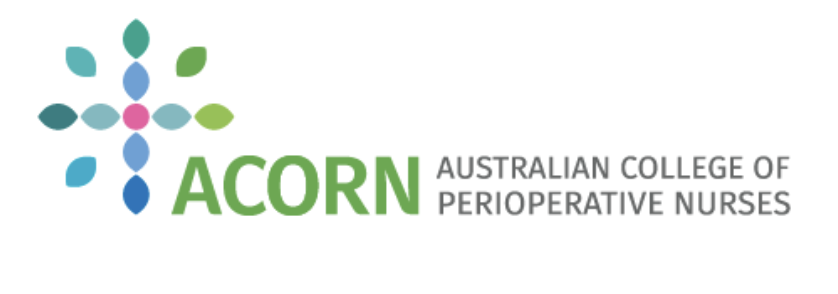 ACORN
AUSTRALIAN COLLEGE OF
PERIOPERATIVE NURSES